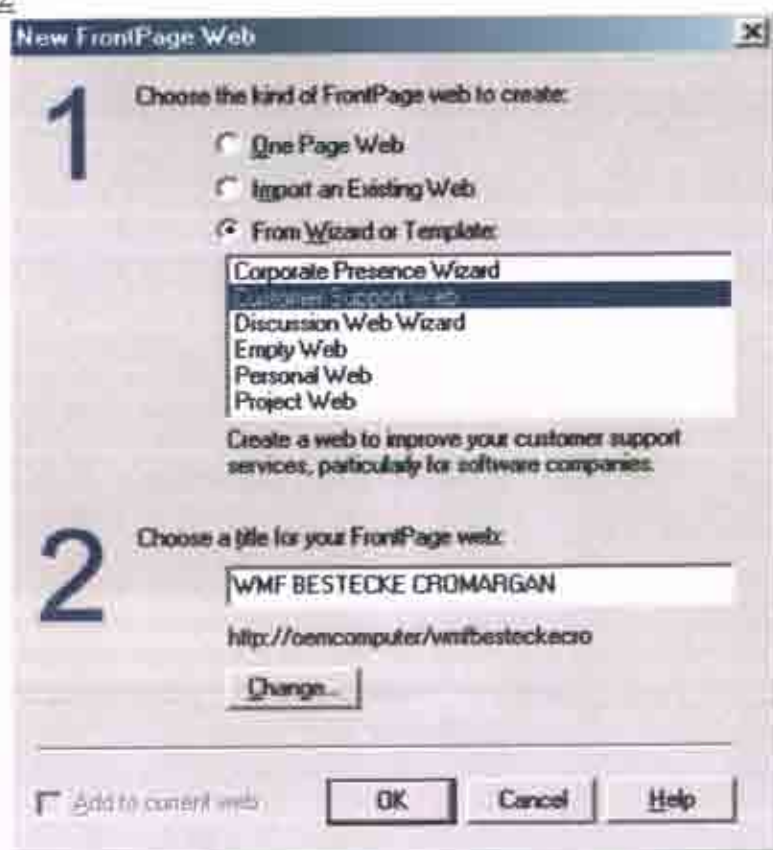 New FrontPage Web
1
Choose the kind of FrontPage web to create:
One Page Web
Import an Existing Web
From Wizard or Template:
Corporate Presence Wizard
Customer Support Web
Discussion Web Wizard
Empty Web
Personal Web
Project Web
Create a web to improve your customer support
services, particularly for software companies.
2
Choose a title for your FrontPage web:
WMF BESTECKE CROMARGAN
http://oemcomputer/wmfbesteckecro
Change...
Add to current web
OK Cancel Help